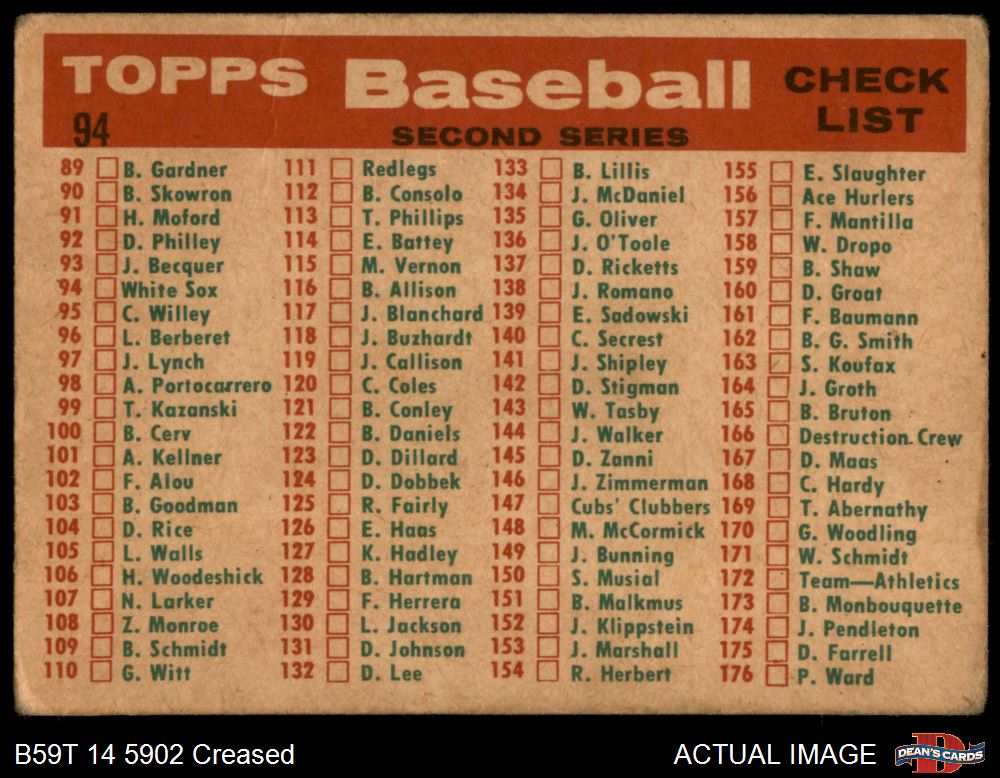 TOPPS Baseball CHECK LIST
94 SECOND SERIES
89 B. Gardner
90 B. Skowron
91 H. Moford
92 D. Philley
93 J. Becquer
94 White Sox
95 C. Willey
96 L. Berberet
97 J. Lynch
98 A. Portocarrero
99 T. Kazanski
100 B. Cerv
101 A. Kellner
102 F. Alou
103 B. Goodman
104 D. Rice
105 L. Walls
106 H. Woodeshick
107 N. Larker
108 Z. Monroe
109 B. Schmidt
110 G. Witt
111 Redlegs
112 B. Consolo
113 T. Phillips
114 E. Battey
115 M. Vernon
116 B. Allison
117 J. Blanchard
118 J. Buzhardt
119 J. Callison
120 C. Coles
121 B. Conley
122 B. Daniels
123 D. Dillard
124 D. Dobbek
125 R. Fairly
126 E. Haas
127 K. Hadley
128 B. Hartman
129 F. Herrera
130 L. Jackson
131 D. Johnson
132 D. Lee
133 B. Lillis
134 J. McDaniel
135 G. Oliver
136 J. O'Toole
137 D. Ricketts
138 J. Romano
139 E. Sadowski
140 C. Secrest
141 J. Shipley
142 D. Stigman
143 W. Tasby
144 J. Walker
145 D. Zanni
146 J. Zimmerman
147 Cubs' Clubbers
148 M. McCormick
149 J. Bunning
150 S. Musial
151 B. Malkmus
152 J. Klippstein
153 J. Marshall
154 R. Herbert
155 E. Slaughter
156 Ace Hurlers
157 F. Mantilla
158 W. Dropo
159 B. Shaw
160 D. Groat
161 F. Baumann
162 B. G. Smith
163 S. Koufax
164 J. Groth
165 B. Bruton
166 Destruction Crew
167 D. Maas
168 C. Hardy
169 T. Abernathy
170 G. Woodling
171 W. Schmidt
172 Team—Athletics
173 B. Monbouquette
174 J. Pendleton
175 D. Farrell
176 P. Ward
B59T 14 5902 Creased
ACTUAL IMAGE
D
DEAN'S CARDS